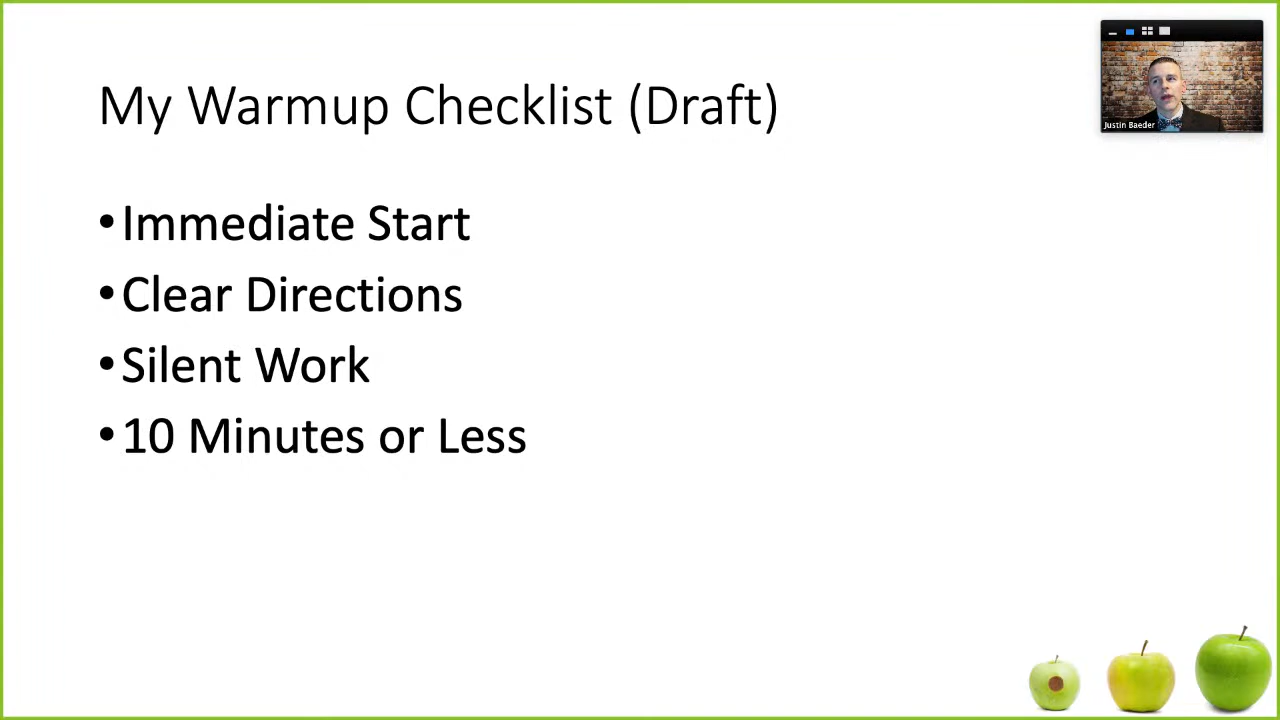 My Warmup Checklist (Draft)
Justin Baeder
•Immediate Start
•Clear Directions
•Silent Work
•10 Minutes or Less